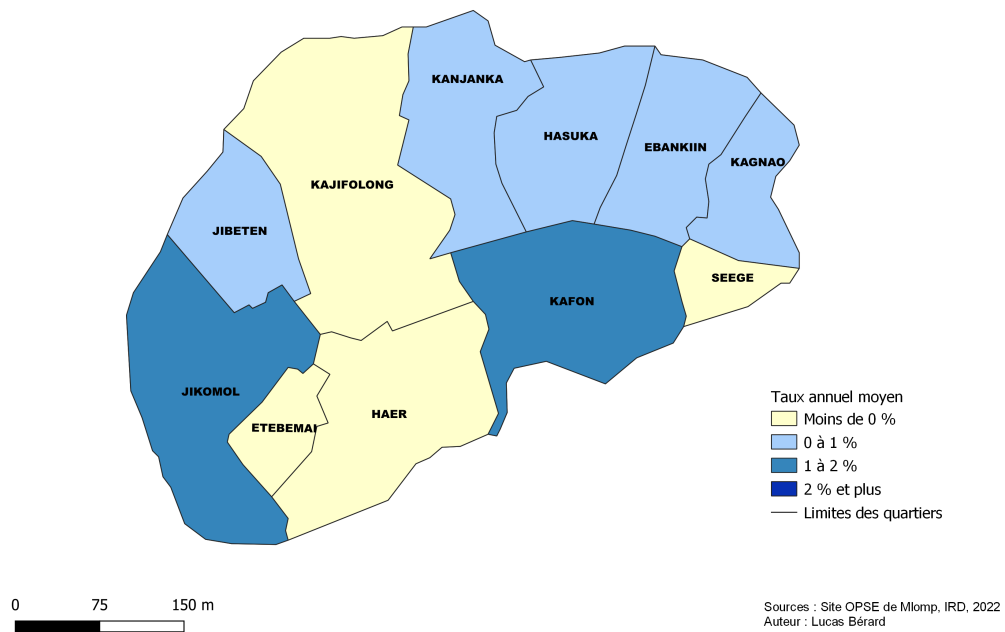 KANJANKA
HASUKA
EBANKIIN
KAGNAO
KAJIFOLONG
JIBETEN
SEEGE
KAFON
JIKOMOL
HAER
ETEBEMAI
Taux annuel moyen
Moins de 0 %
0 à 1 %
1 à 2 %
2 % et plus
Limites des quartiers
0 75 150 m
Sources : Site OPSE de Mlomp, IRD, 2022
Auteur : Lucas Bérard